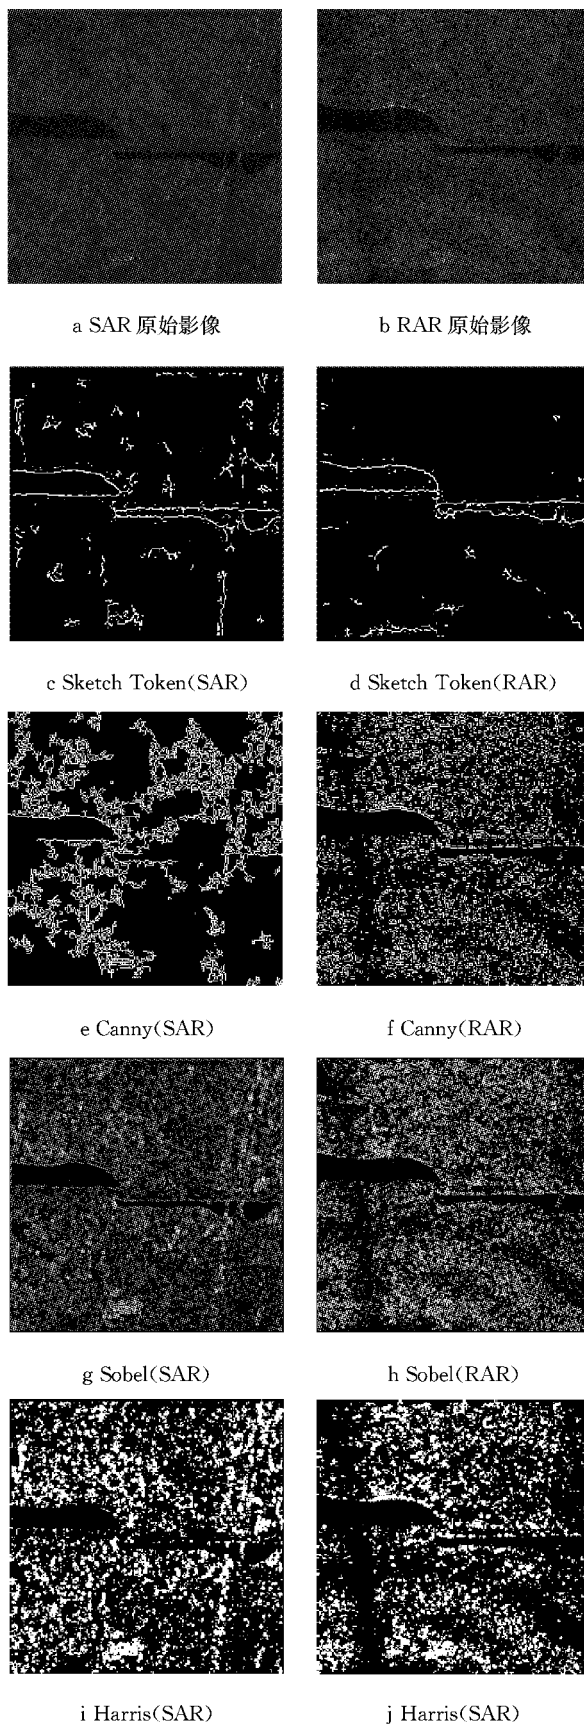 a SAR 原始影像
b RAR 原始影像
c Sketch Token(SAR)
d Sketch Token(RAR)
e Canny(SAR)
f Canny(RAR)
g Sobel(SAR)
h Sobel(RAR)
i Harris(SAR)
j Harris(SAR)